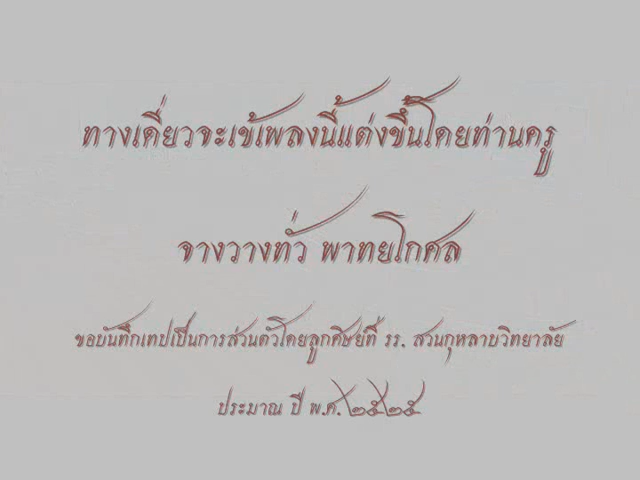 ทางเดี่ยวจะเข้เพลงนี้แต่งขึ้นโดยท่านครู
จางวางทั่ว พาทยโกศล
ขอบันทึกเทปเป็นการส่วนตัวโดยลูกศิษย์ที่ รร. สวนกุหลาบวิทยาลัย
ประมาณ ปี พ.ศ. ๒๕๒๕